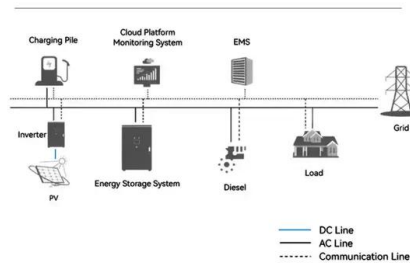 Charging Pile
Cloud Platform
Monitoring System
EMS
Grid
Inverter
PV
Energy Storage System
Diesel
Load
DC Line
AC Line
Communication Line